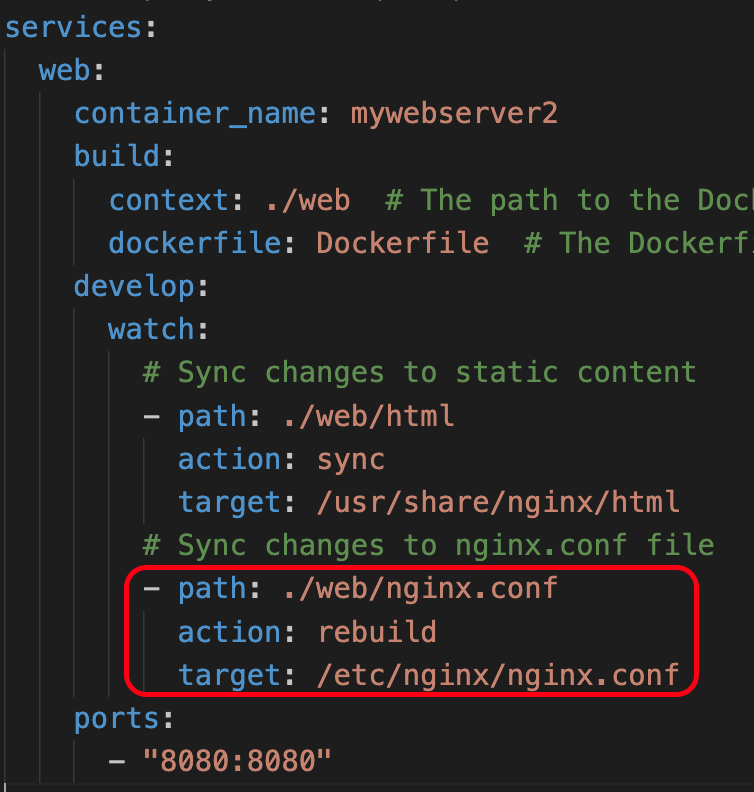 services:
  web:
    container_name: mywebserver2
    build:
      context: ./web  # The path to the
      dockerfile: Dockerfile  # The
    develop:
      watch:
        # Sync changes to static content
        - path: ./web/html
          action: sync
          target: /usr/share/nginx/html
        # Sync changes to nginx.conf file
        - path: ./web/nginx.conf
          action: rebuild
          target: /etc/nginx/nginx.conf
    ports:
      - "8080:8080"